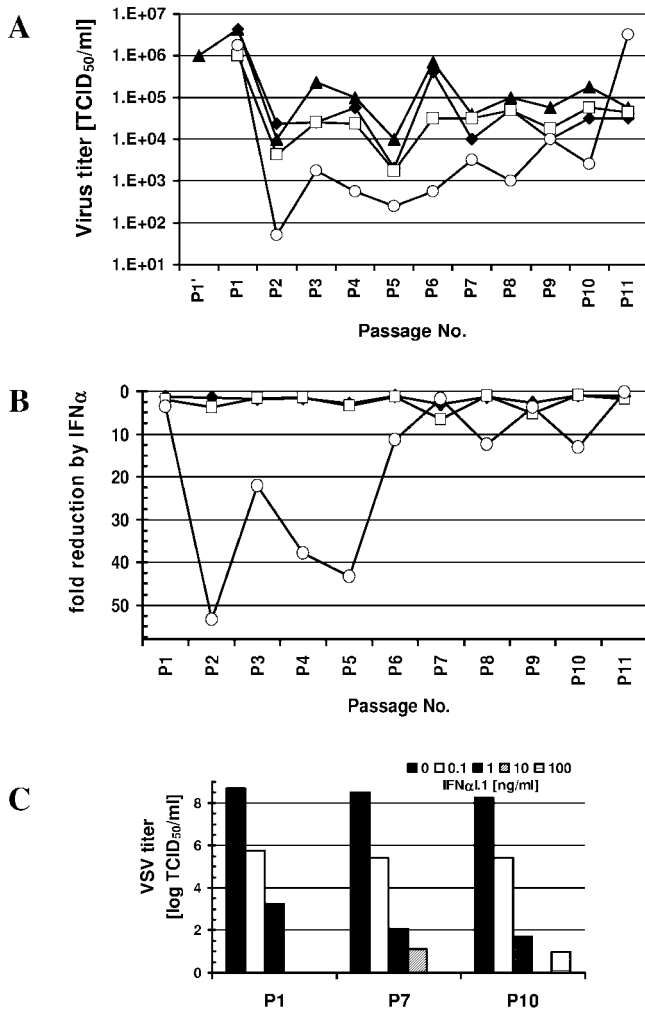 A
Virus titer [TCID50/ml]
1.E+07
1.E+06
1.E+05
1.E+04
1.E+03
1.E+02
1.E+01
P1' P1 P2 P3 P4 P5 P6 P7 P8 P9 P10 P11
Passage No.
B
fold reduction by IFNα
0
10
20
30
40
50
P1 P2 P3 P4 P5 P6 P7 P8 P9 P10 P11
Passage No.
C
0 0.1 1 10 100
IFNαI.1 [ng/ml]
VSV titer
[log TCID50/ml]
8
6
4
2
0
P1 P7 P10